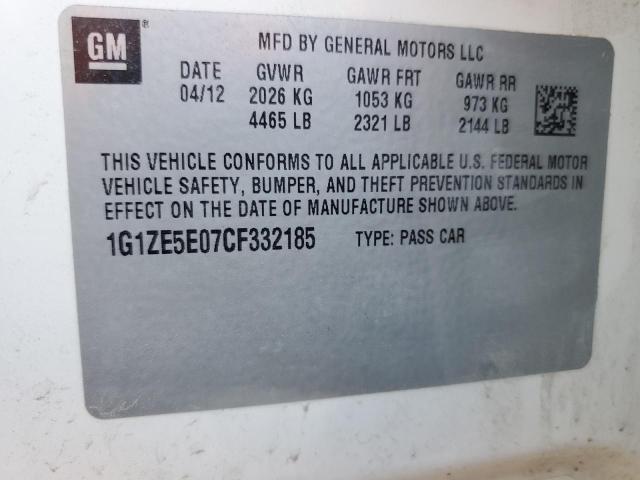 GM
MFD BY GENERAL MOTORS LLC
DATE GVWR GAWR FRT GAWR RR
04/12 2026 KG 1053 KG 973 KG
4465 LB 2321 LB 2144 LB
THIS VEHICLE CONFORMS TO ALL APPLICABLE U.S. FEDERAL MOTOR
VEHICLE SAFETY, BUMPER, AND THEFT PREVENTION STANDARDS IN
EFFECT ON THE DATE OF MANUFACTURE SHOWN ABOVE.
1G1ZE5E07CF332185 TYPE: PASS CAR